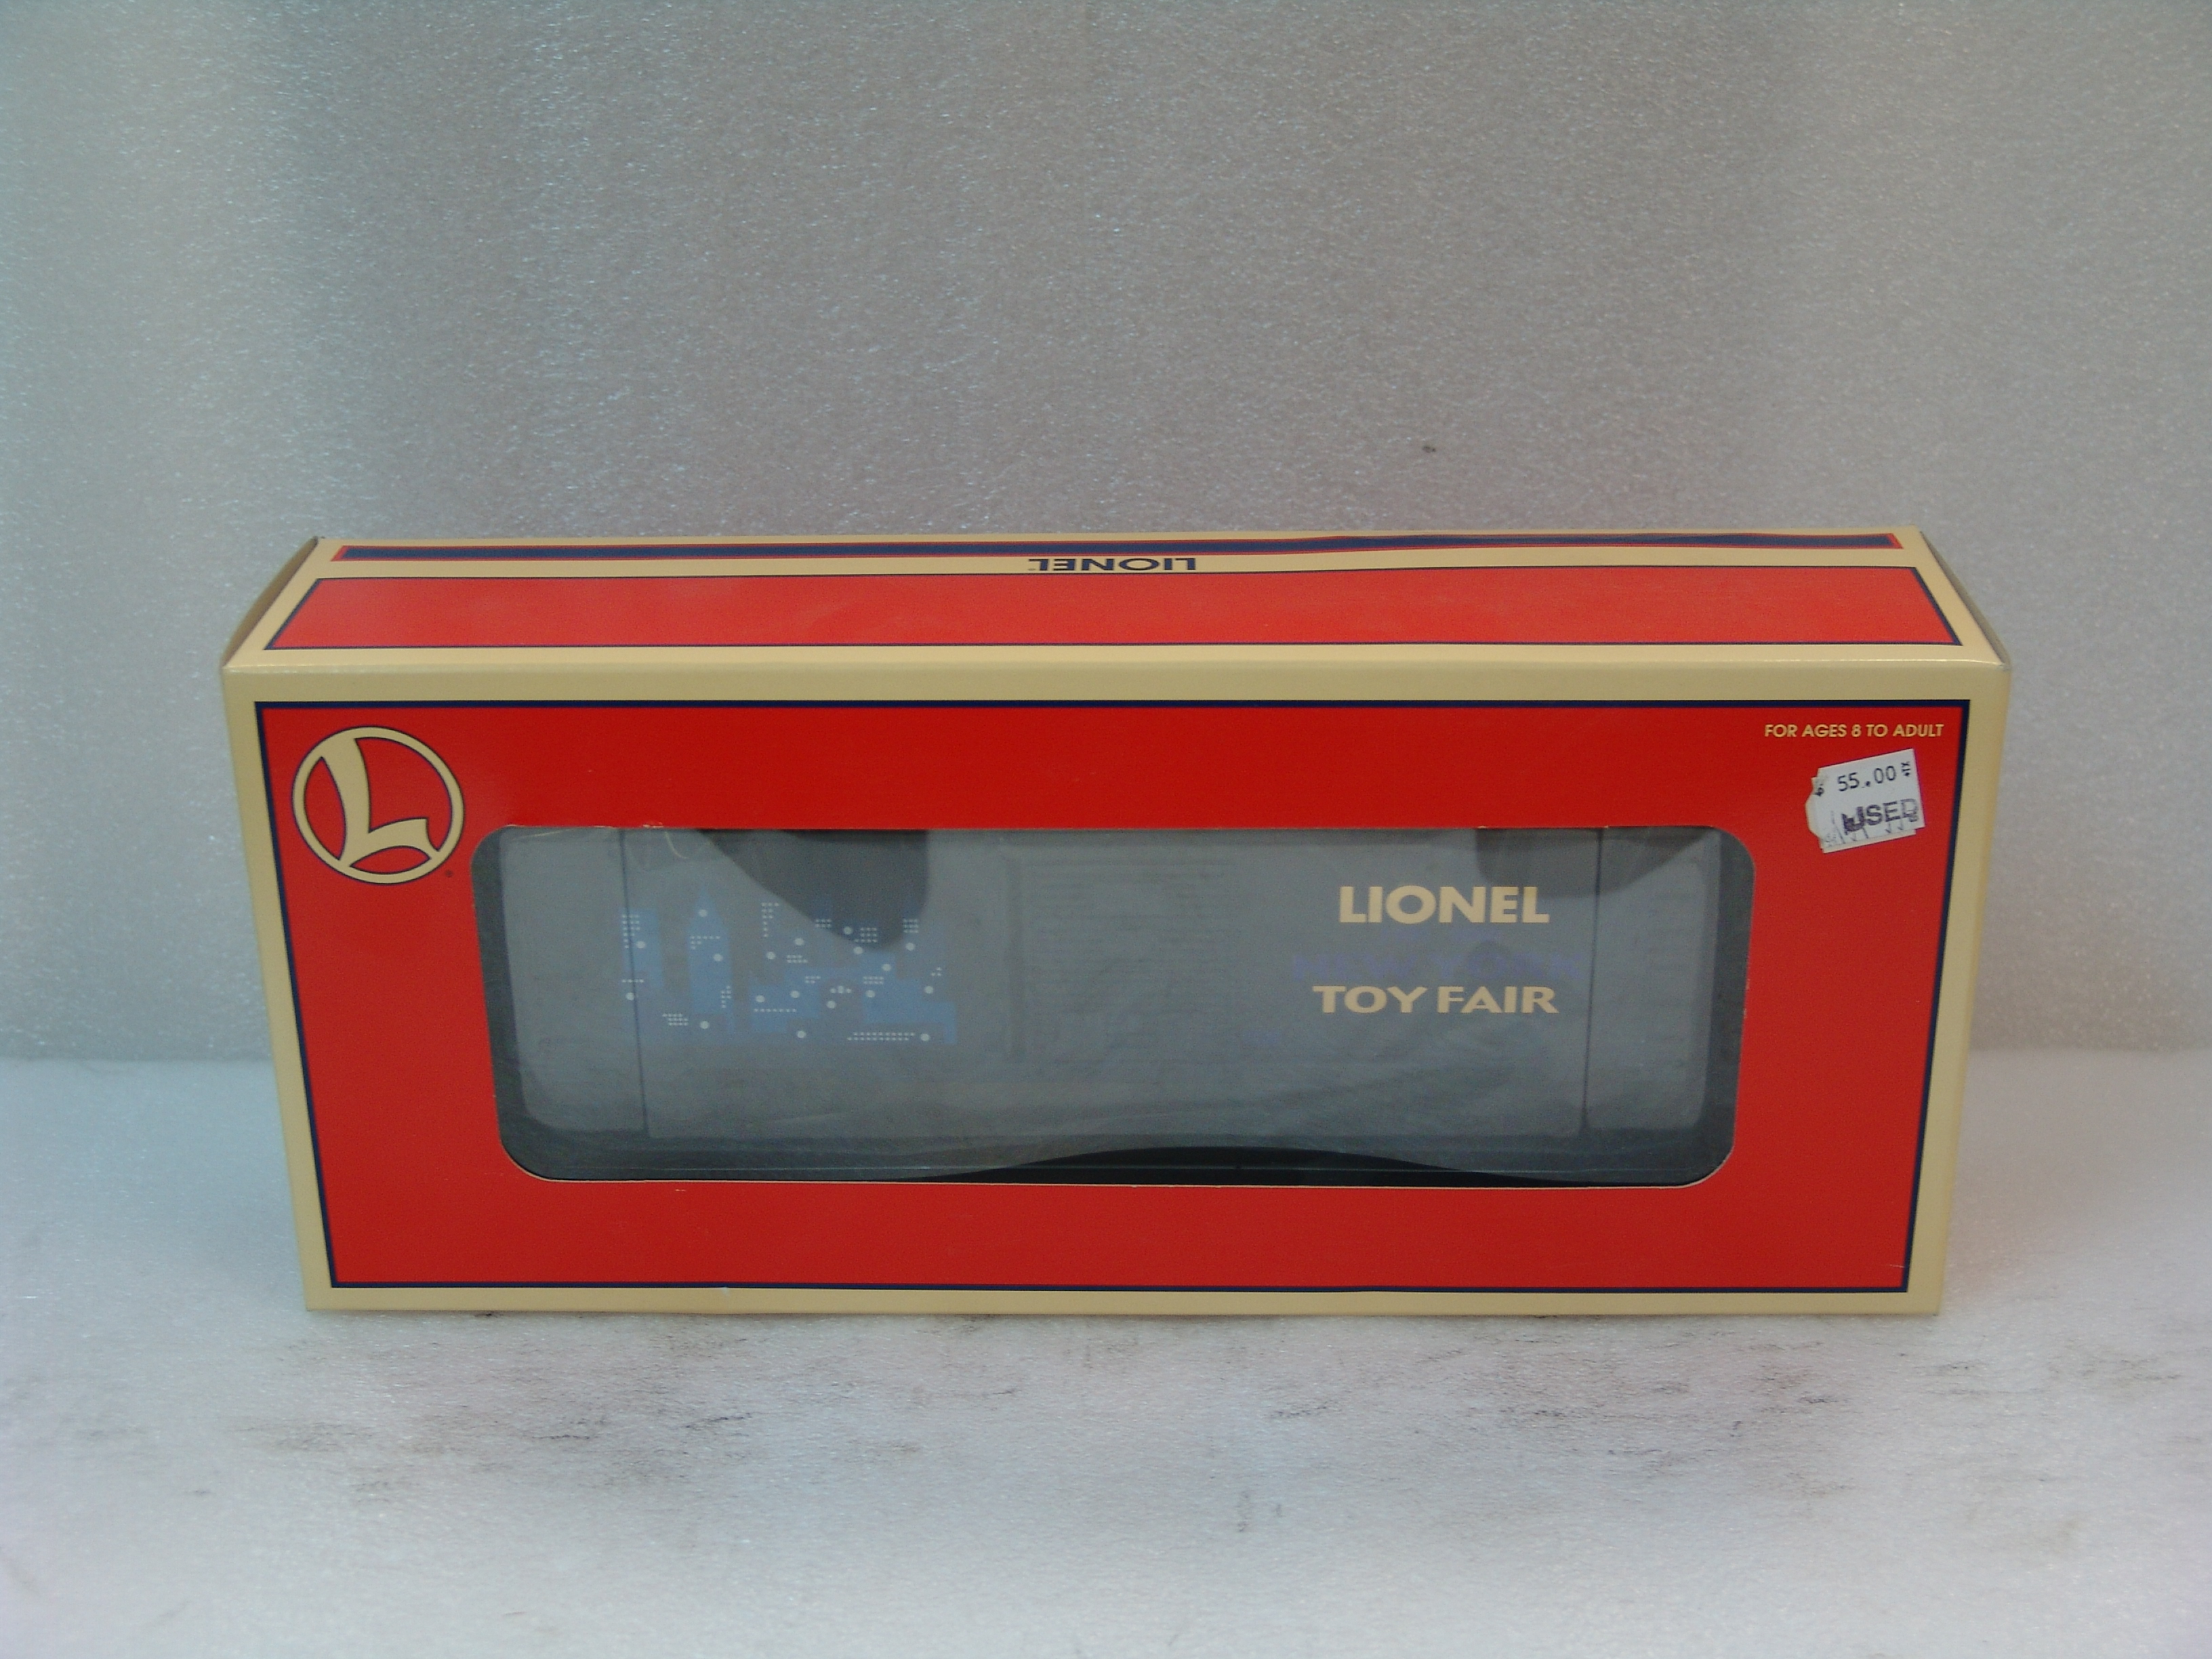 LIONEL
L
FOR AGES 8 TO ADULT
$ 55.00
USED
LIONEL
NEW YORK
TOY FAIR